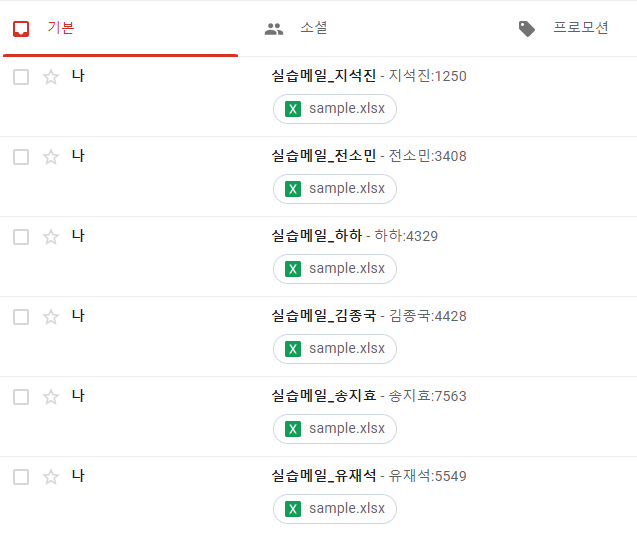 기본 소셜 프로모션
나 실습메일_지석진 - 지석진:1250
sample.xlsx
나 실습메일_전소민 - 전소민:3408
sample.xlsx
나 실습메일_하하 - 하하:4329
sample.xlsx
나 실습메일_김종국 - 김종국:4428
sample.xlsx
나 실습메일_송지효 - 송지효:7563
sample.xlsx
나 실습메일_유재석 - 유재석:5549
sample.xlsx